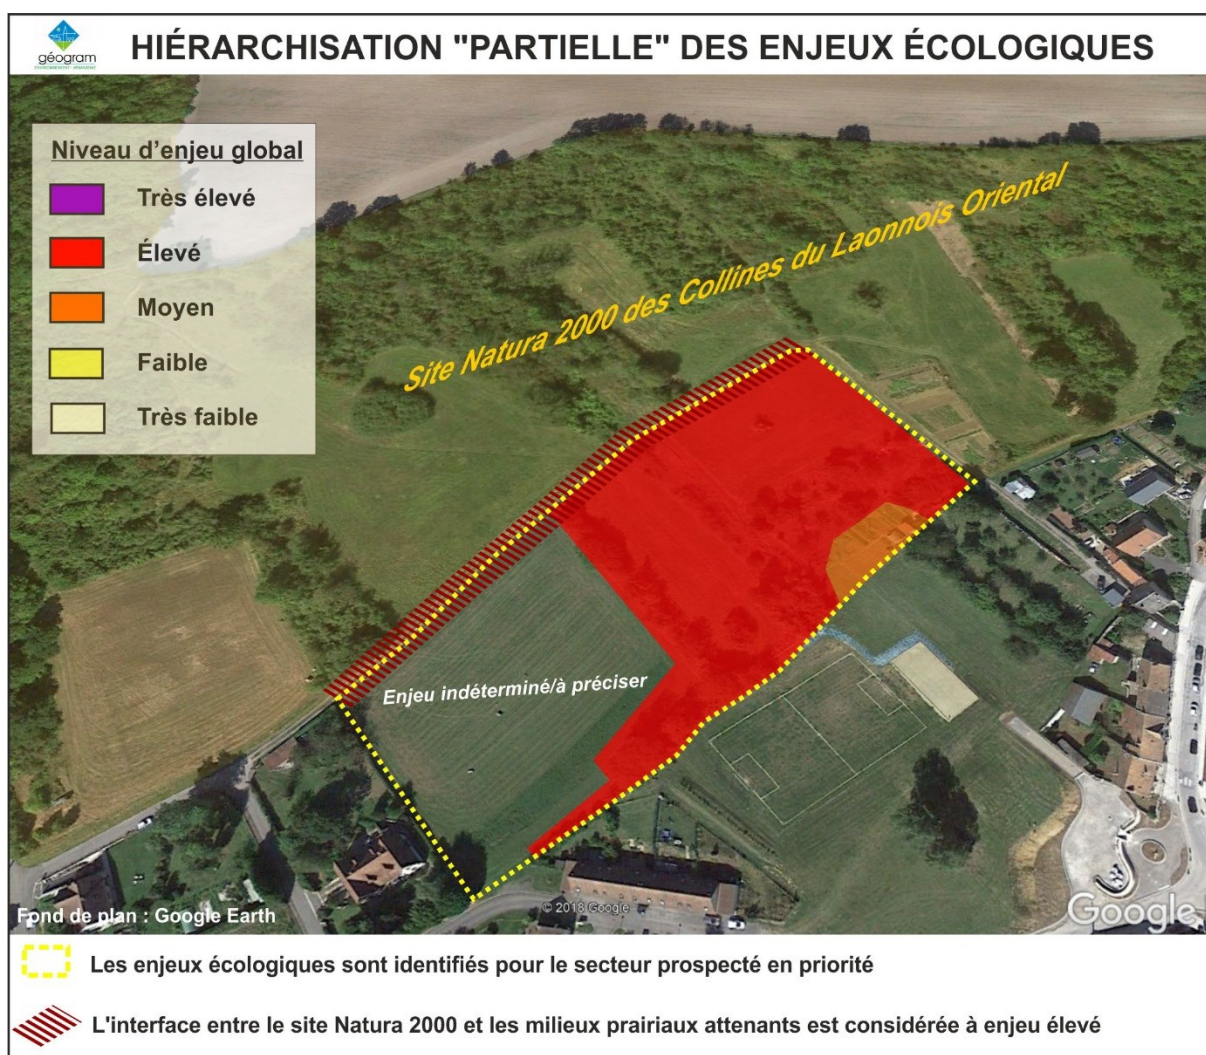 géogram
HIÉRARCHISATION "PARTIELLE" DES ENJEUX ÉCOLOGIQUES
Niveau d'enjeu global
Très élevé
Élevé
Moyen
Faible
Très faible
Site Natura 2000 des Collines du Laonnois Oriental
Enjeu indéterminé/à préciser
© 2018 Google
Fond de plan : Google Earth
Google
Les enjeux écologiques sont identifiés pour le secteur prospecté en priorité
L'interface entre le site Natura 2000 et les milieux prairiaux attenants est considérée à enjeu élevé